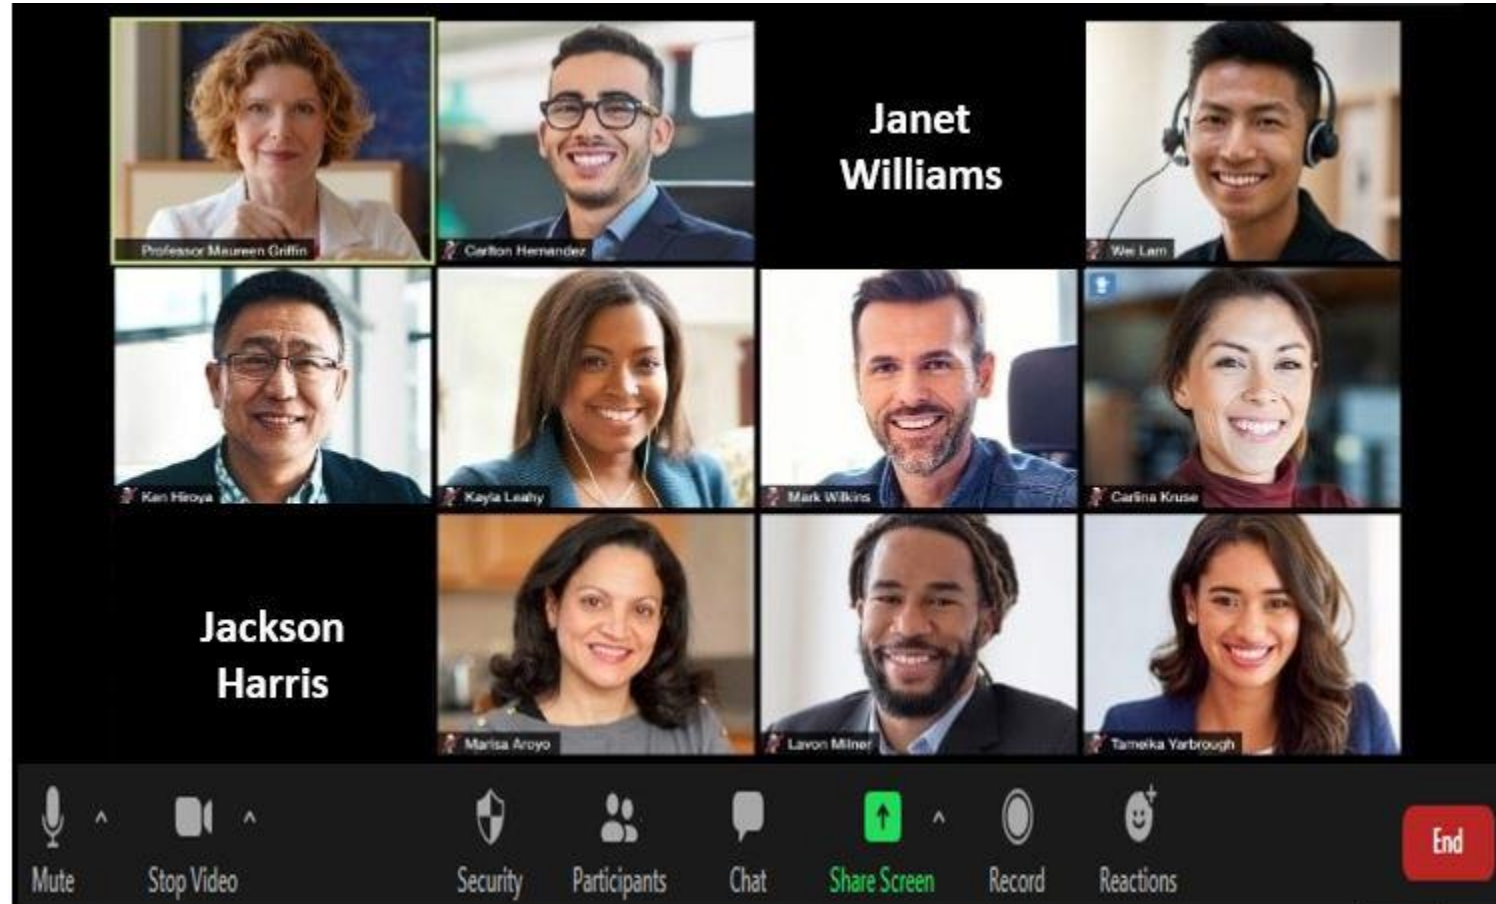 Janet
Williams
Professor Maureen Griffin
Carlton Hernandez
Wei Lam
Ken Hiroya
Kayla Leahy
Mark Wilkins
Carlina Kruse
Jackson
Harris
Marisa Aroyo
Lavon Milner
Tameika Yarbrough
Mute
Stop Video
Security
Participants
Chat
Share Screen
Record
Reactions
End